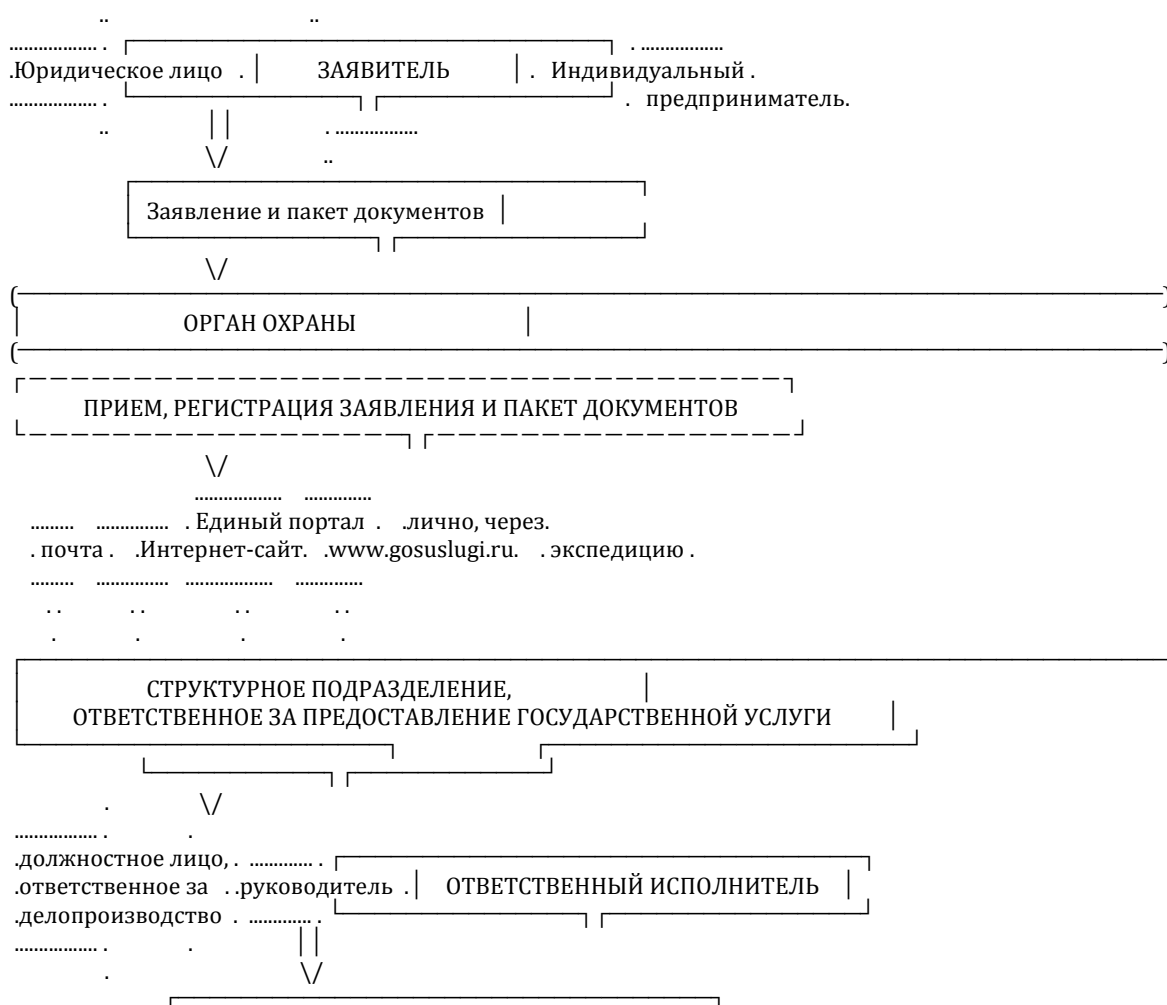 .Юридическое лицо . │ ЗАЯВИТЕЛЬ │ . Индивидуальный .
. предприниматель.
│ Заявление и пакет документов │
│ ОРГАН ОХРАНЫ │
ПРИЕМ, РЕГИСТРАЦИЯ ЗАЯВЛЕНИЯ И ПАКЕТ ДОКУМЕНТОВ
. Единый портал . .лично, через.
. почта . .Интернет-сайт. .www.gosuslugi.ru. . экспедицию .
│ СТРУКТУРНОЕ ПОДРАЗДЕЛЕНИЕ, │
│ ОТВЕТСТВЕННОЕ ЗА ПРЕДОСТАВЛЕНИЕ ГОСУДАРСТВЕННОЙ УСЛУГИ │
.должностное лицо, .
.ответственное за . .руководитель .│ ОТВЕТСТВЕННЫЙ ИСПОЛНИТЕЛЬ │
.делопроизводство .